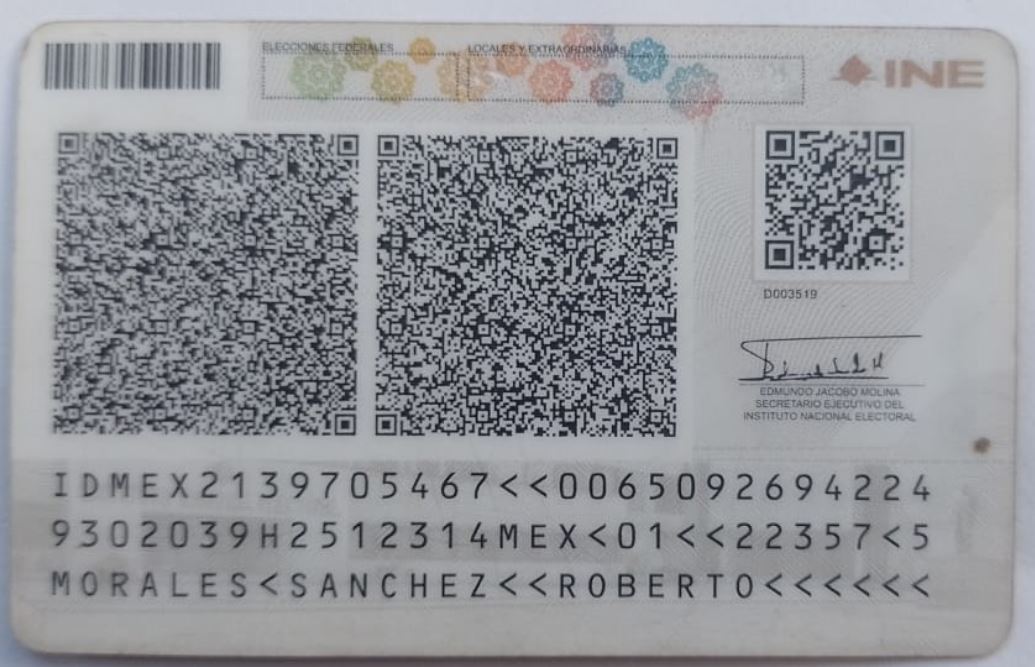 ELECCIONES FEDERALES LOCALES Y EXTRAORDINARIAS
INE
D003519
EDMUNDO JACOBO MOLINA
SECRETARIO EJECUTIVO DEL
INSTITUTO NACIONAL ELECTORAL
IDMEX2139705467<<0065092694224
9302039H2512314MEX<01<<22357<5
MORALES<SANCHEZ<<ROBERTO<<<<<<